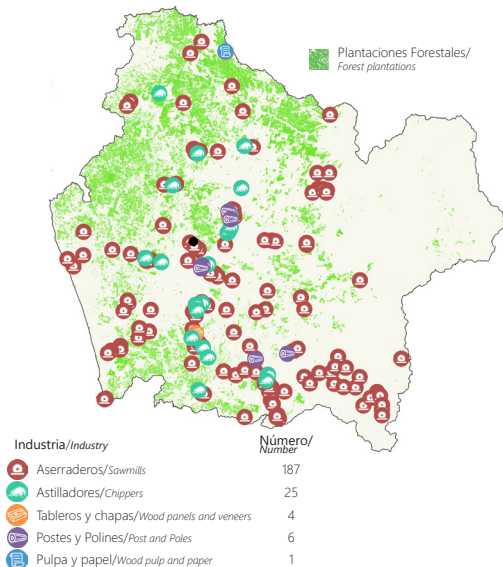 Plantaciones Forestales/
Forest plantations
Industria/Industry
Número/
Number
Aserraderos/Sawmills 187
Astilladores/Chippers 25
Tableros y chapas/Wood panels and veneers 4
Postes y Polines/Post and Poles 6
Pulpa y papel/Wood pulp and paper 1